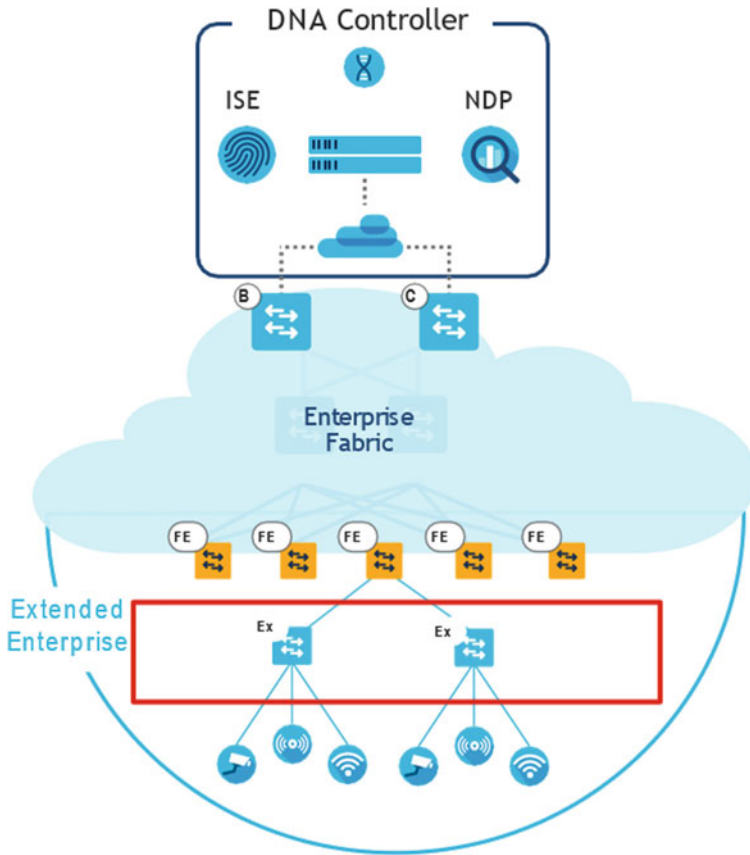 DNA Controller
ISE
NDP
B
C
Enterprise
Fabric
FE
FE
FE
FE
FE
Extended
Enterprise
Ex
Ex